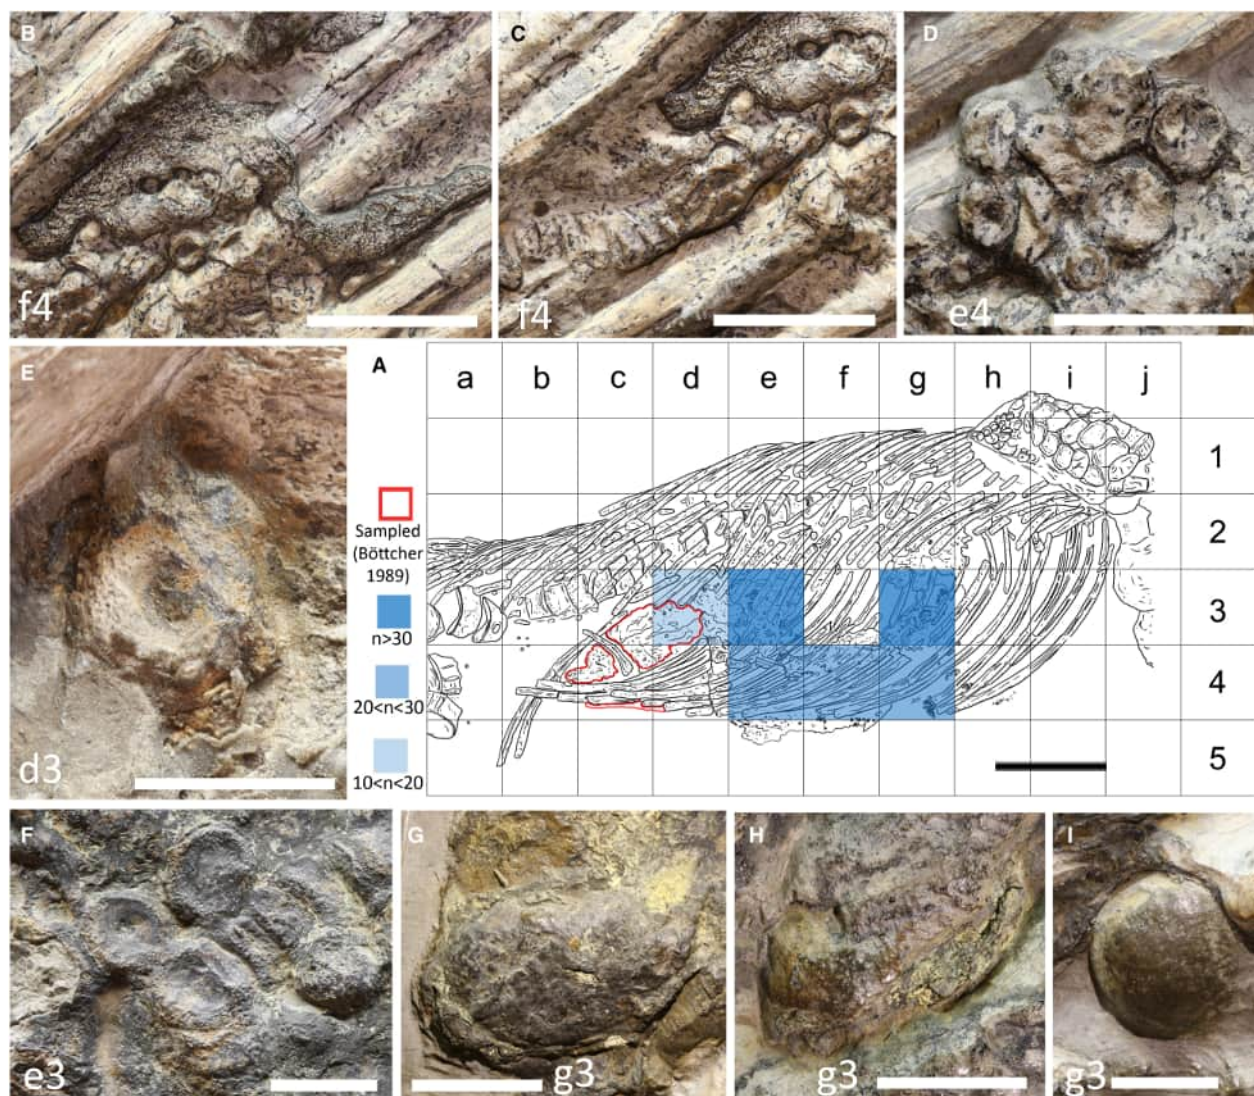 B
f4
C
f4
D
e4
E
d3
A
a b c d e f g h i j
1
2
3
4
5
Sampled
(Böttcher
1989)
n>30
20<n<30
10<n<20
F
e3
G
g3
H
g3
I
g3